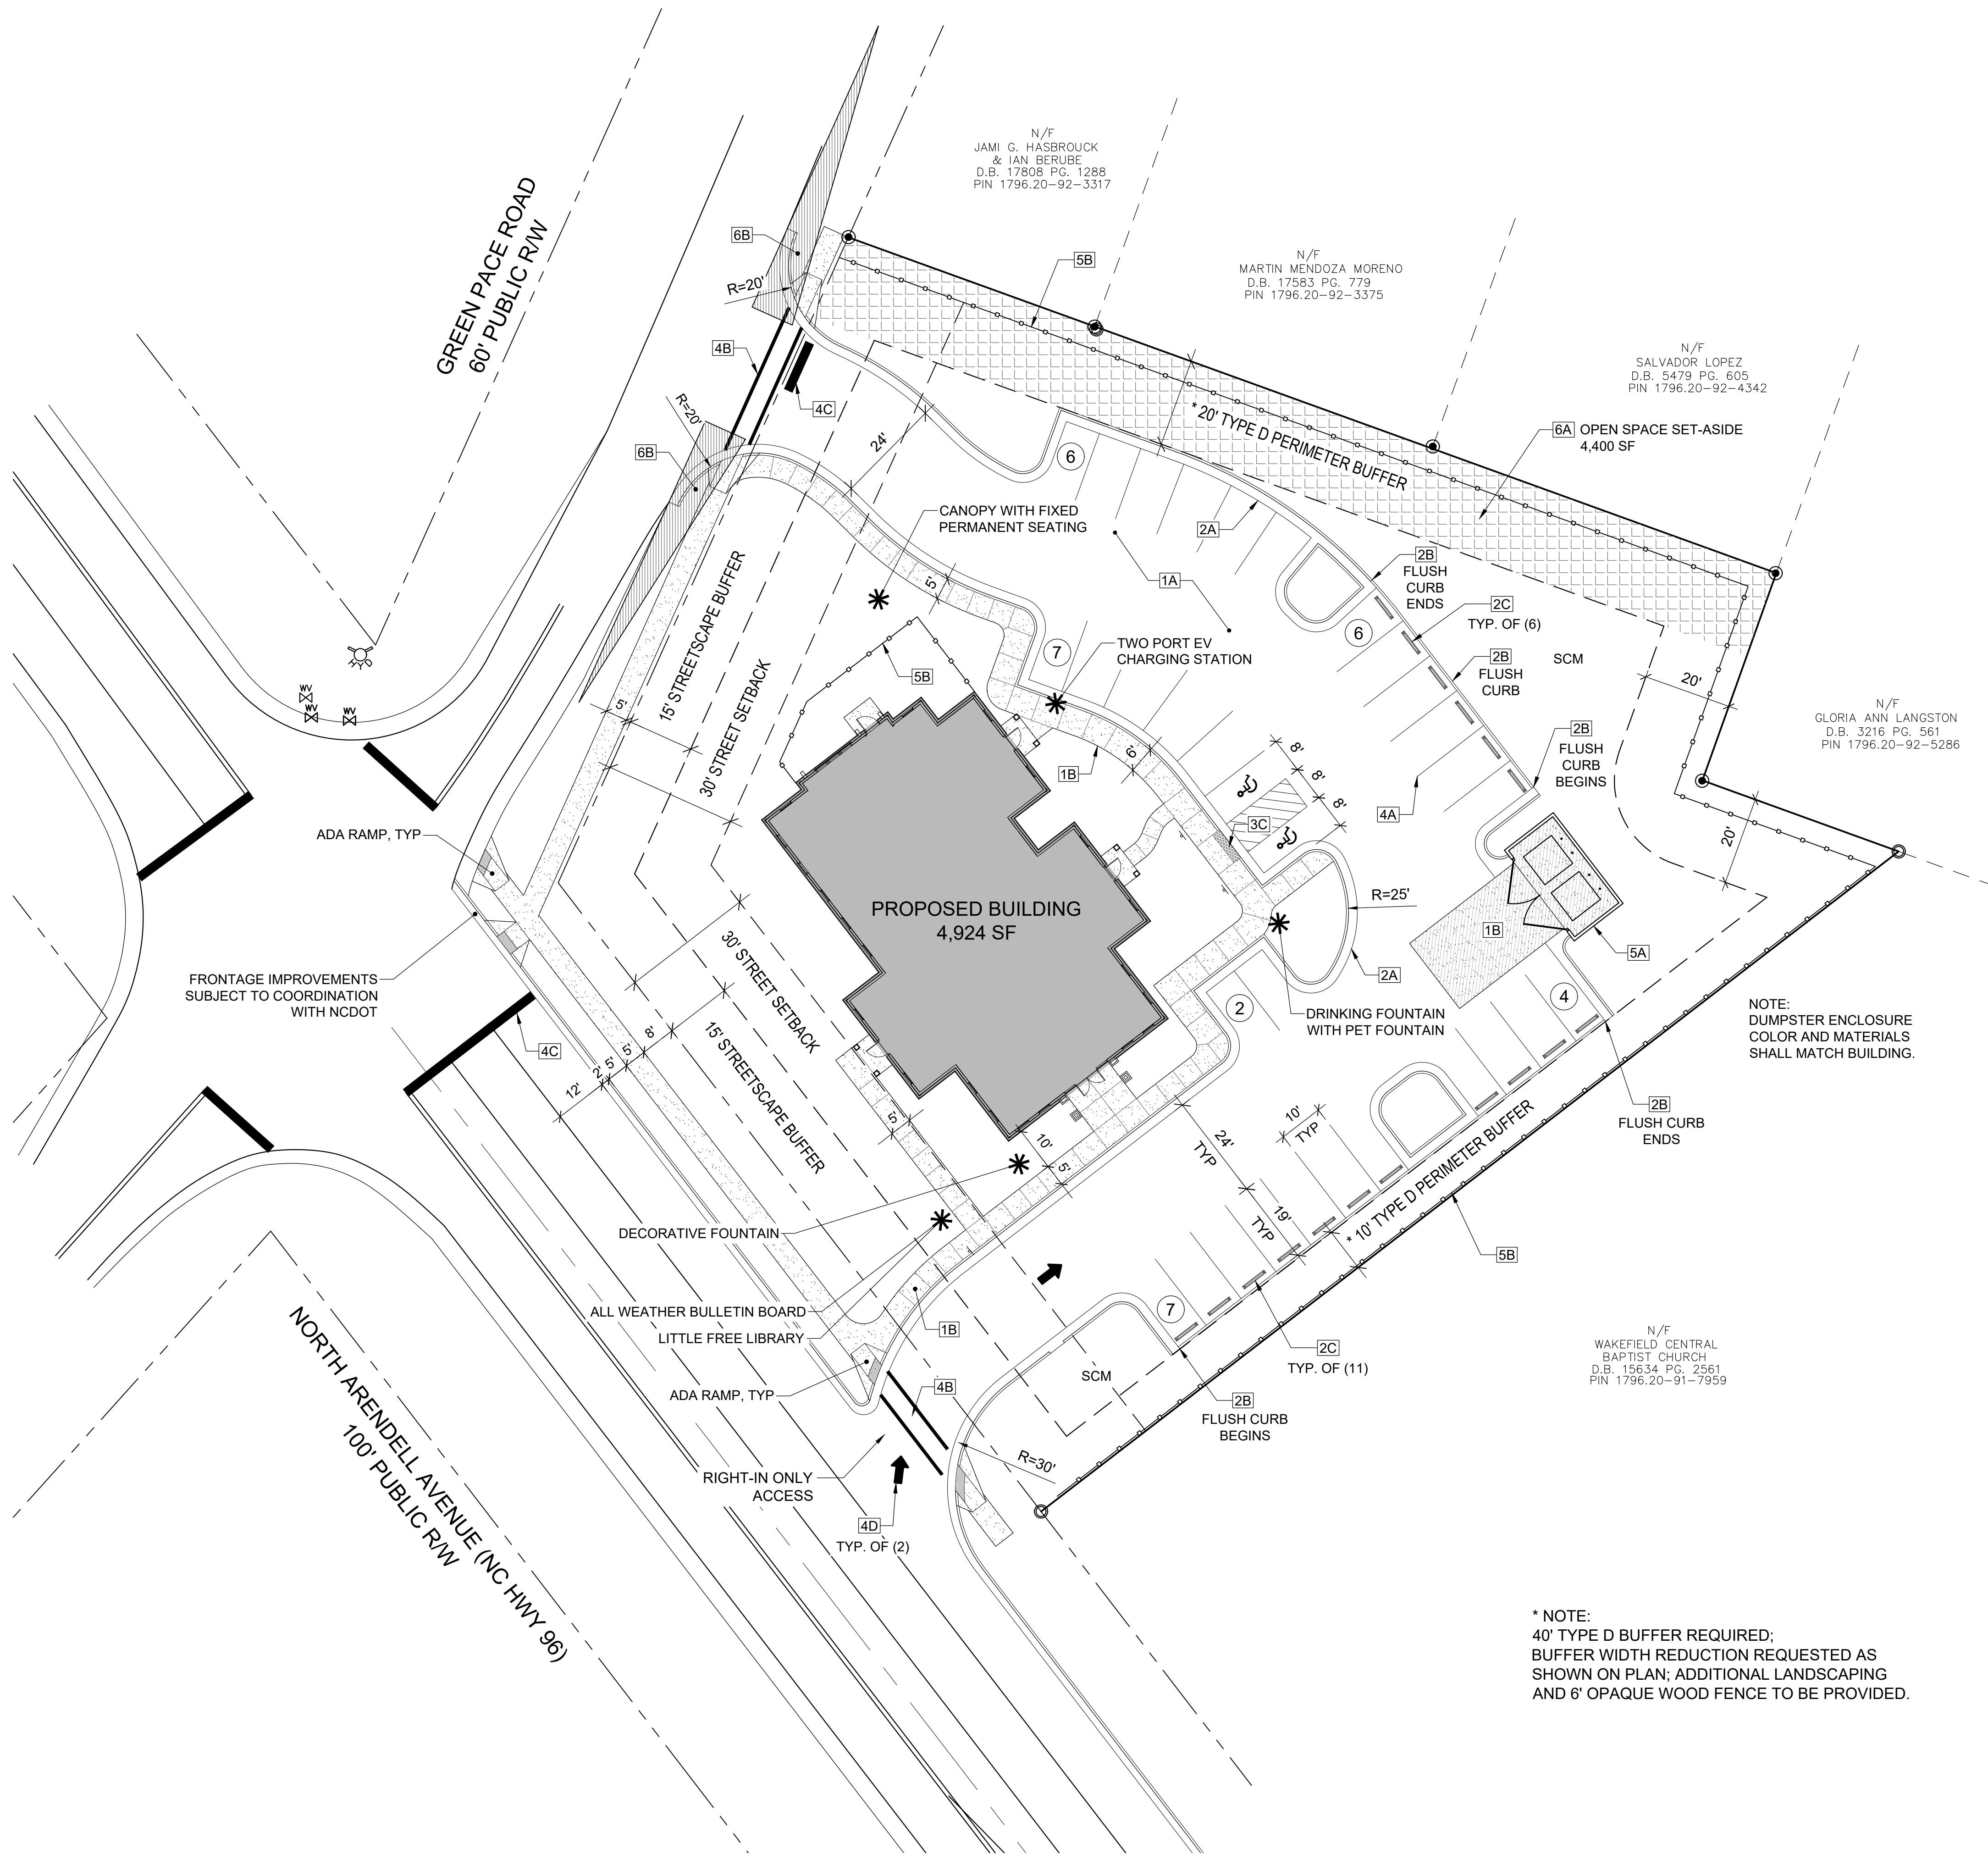 N/F
JAMI G. HASBROUCK
& IAN BERUBE
D.B. 17808 PG. 1288
PIN 1796.20-92-3317
GREEN PACE ROAD
60' PUBLIC R/W
6B
R=20'
5B
N/F
MARTIN MENDOZA MORENO
D.B. 17583 PG. 779
PIN 1796.20-92-3375
N/F
SALVADOR LOPEZ
D.B. 5479 PG. 605
PIN 1796.20-92-4342
4B
4C
R=20'
6B
24'
* 20' TYPE D PERIMETER BUFFER
6A OPEN SPACE SET-ASIDE
4,400 SF
6
CANOPY WITH FIXED
PERMANENT SEATING
2A
1A
2B
FLUSH
CURB
ENDS
2C
TYP. OF (6)
5'
6
7
TWO PORT EV
CHARGING STATION
2B
FLUSH
CURB
SCM
20'
15' STREETSCAPE BUFFER
30' STREET SETBACK
5B
5'
WV
WV
WV
N/F
GLORIA ANN LANGSTON
D.B. 3216 PG. 561
PIN 1796.20-92-5286
2B
FLUSH
CURB
BEGINS
6'
1B
8'
8'
8'
4A
3C
20'
ADA RAMP, TYP
PROPOSED BUILDING
4,924 SF
R=25'
1B
5A
2A
FRONTAGE IMPROVEMENTS
SUBJECT TO COORDINATION
WITH NCDOT
30' STREET SETBACK
15' STREETSCAPE BUFFER
2
4
DRINKING FOUNTAIN
WITH PET FOUNTAIN
NOTE:
DUMPSTER ENCLOSURE
COLOR AND MATERIALS
SHALL MATCH BUILDING.
4C
8'
5'
5'
2'
12'
2B
FLUSH CURB
ENDS
5'
10'
5'
24'
TYP
10'
TYP
19'
TYP
* 10' TYPE D PERIMETER BUFFER
DECORATIVE FOUNTAIN
5B
ALL WEATHER BULLETIN BOARD
LITTLE FREE LIBRARY
1B
7
2C
TYP. OF (11)
N/F
WAKEFIELD CENTRAL
BAPTIST CHURCH
D.B. 15634 PG. 2561
PIN 1796.20-91-7959
SCM
ADA RAMP, TYP
4B
2B
FLUSH CURB
BEGINS
R=30'
RIGHT-IN ONLY
ACCESS
4D
TYP. OF (2)
NORTH ARENDELL AVENUE (NC HWY 96)
100' PUBLIC R/W
* NOTE:
40' TYPE D BUFFER REQUIRED;
BUFFER WIDTH REDUCTION REQUESTED AS
SHOWN ON PLAN; ADDITIONAL LANDSCAPING
AND 6' OPAQUE WOOD FENCE TO BE PROVIDED.